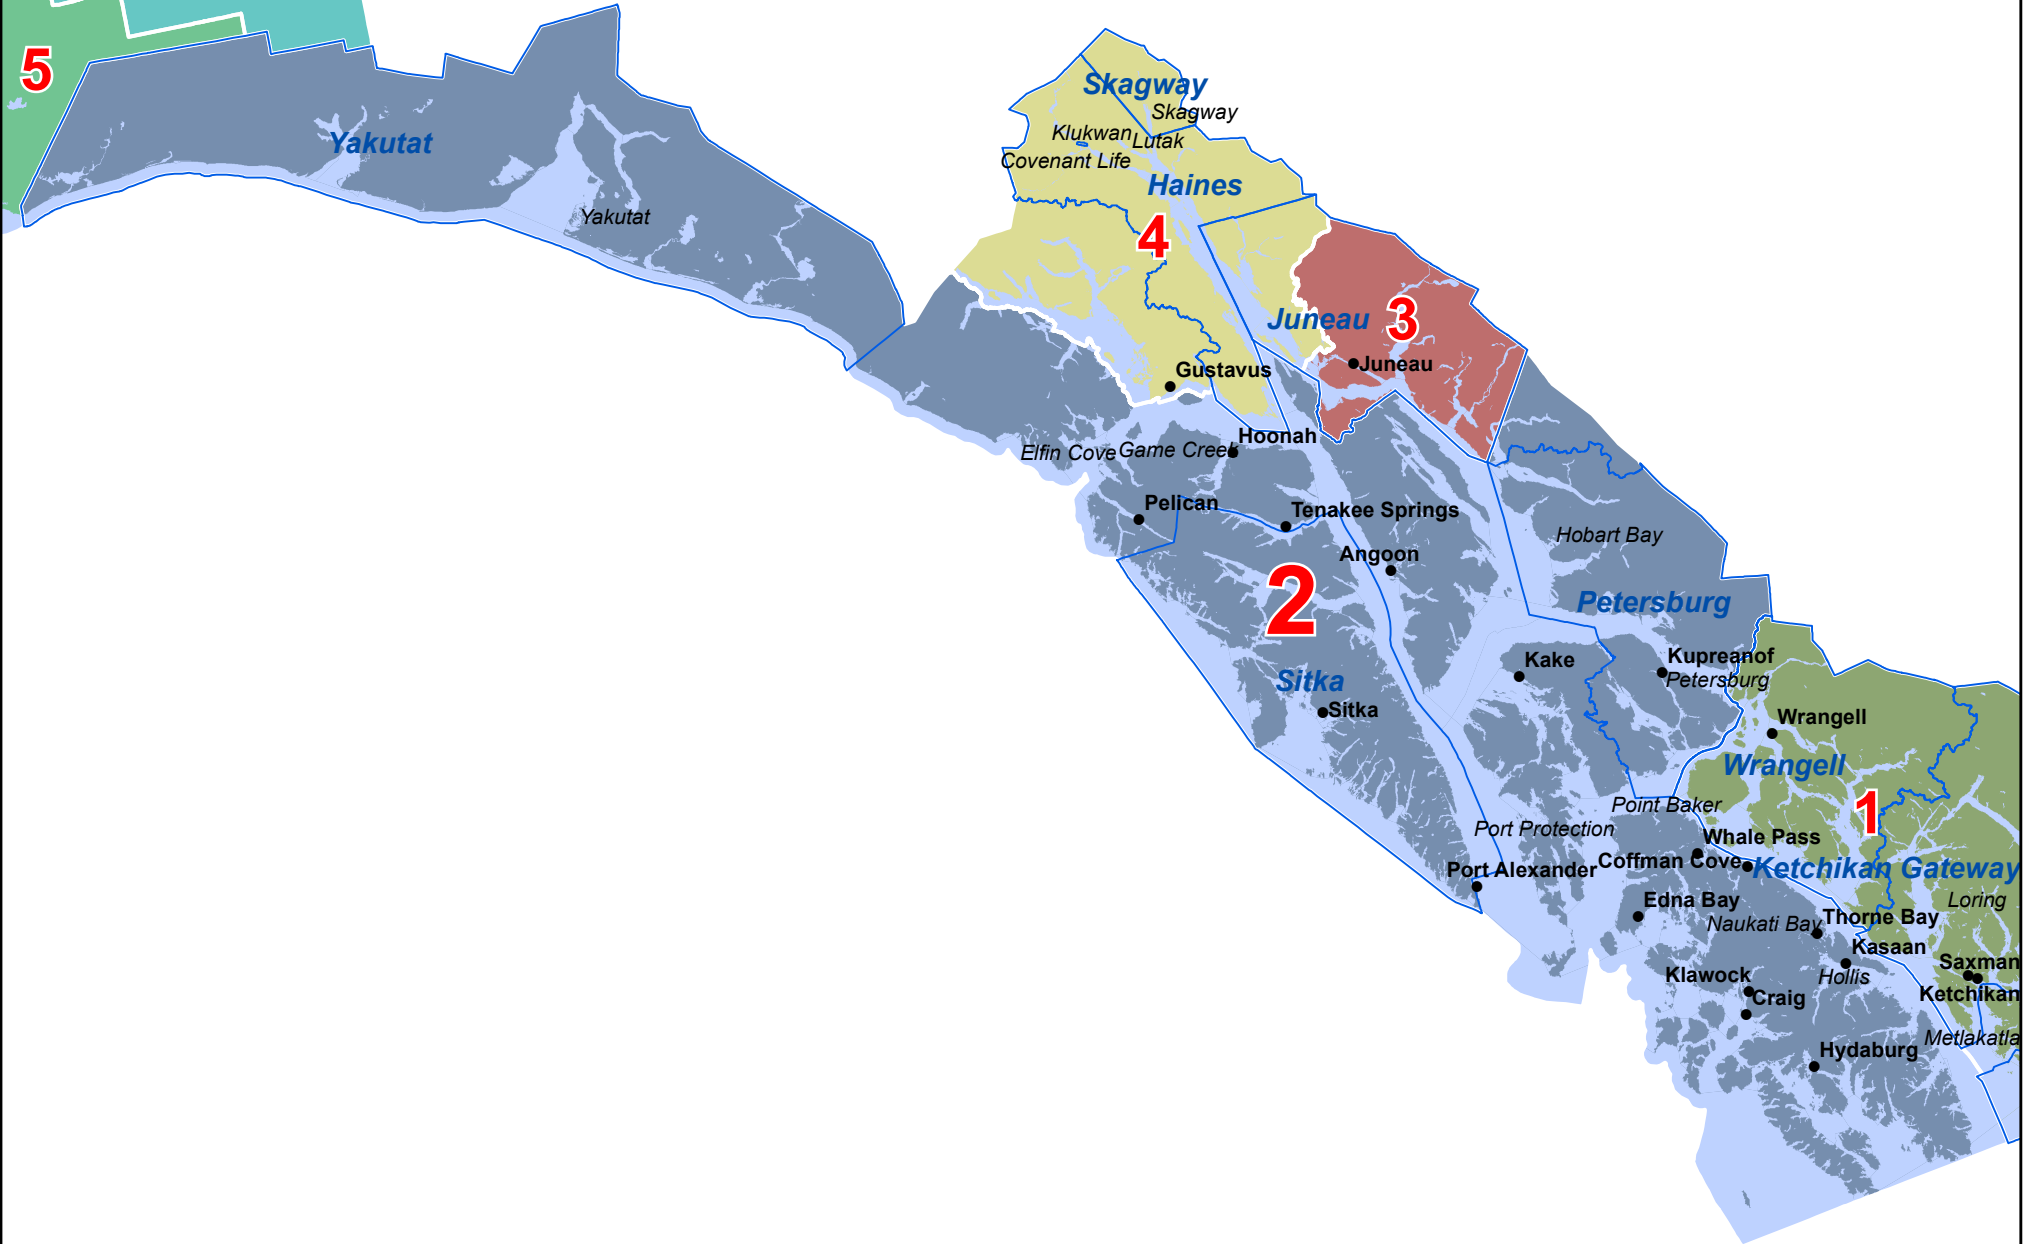 5
Skagway
Skagway
Yakutat
Klukwan
Lutak
Covenant Life
Haines
Yakutat
4
Juneau
3
Juneau
Gustavus
Hoonah
Elfin Cove
Game Creek
Pelican
Tenakee Springs
Hobart Bay
Angoon
2
Petersburg
Kake
Kupreanof
Petersburg
Sitka
Sitka
Wrangell
Wrangell
Point Baker
1
Port Protection
Whale Pass
Coffman Cove
Ketchikan Gateway
Port Alexander
Edna Bay
Loring
Naukati Bay
Thorne Bay
Kasaan
Saxman
Klawock
Hollis
Ketchikan
Craig
Metlakatla
Hydaburg